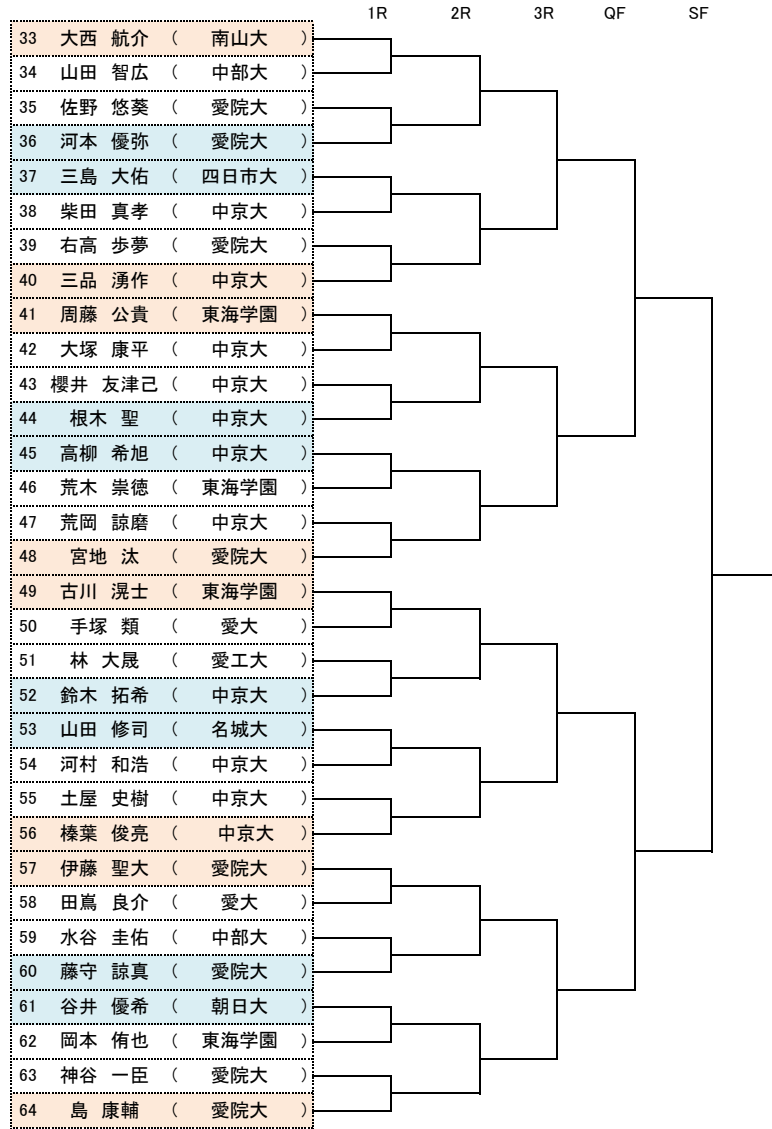 1R 2R 3R QF SF
33 大西 航介 ( 南山大 )
34 山田 智広 ( 中部大 )
35 佐野 悠葵 ( 愛院大 )
36 河本 優弥 ( 愛院大 )
37 三島 大佑 ( 四日市大 )
38 柴田 真孝 ( 中京大 )
39 右高 歩夢 ( 愛院大 )
40 三品 湧作 ( 中京大 )
41 周藤 公貴 ( 東海学園 )
42 大塚 康平 ( 中京大 )
43 櫻井 友津己 ( 中京大 )
44 根木 聖 ( 中京大 )
45 高柳 希旭 ( 中京大 )
46 荒木 崇徳 ( 東海学園 )
47 荒岡 諒磨 ( 中京大 )
48 宮地 汰 ( 愛院大 )
49 古川 滉士 ( 東海学園 )
50 手塚 類 ( 愛大 )
51 林 大晟 ( 愛工大 )
52 鈴木 拓希 ( 中京大 )
53 山田 修司 ( 名城大 )
54 河村 和浩 ( 中京大 )
55 土屋 史樹 ( 中京大 )
56 榛葉 俊亮 ( 中京大 )
57 伊藤 聖大 ( 愛院大 )
58 田嶌 良介 ( 愛大 )
59 水谷 圭佑 ( 中部大 )
60 藤守 諒真 ( 愛院大 )
61 谷井 優希 ( 朝日大 )
62 岡本 侑也 ( 東海学園 )
63 神谷 一臣 ( 愛院大 )
64 島 康輔 ( 愛院大 )